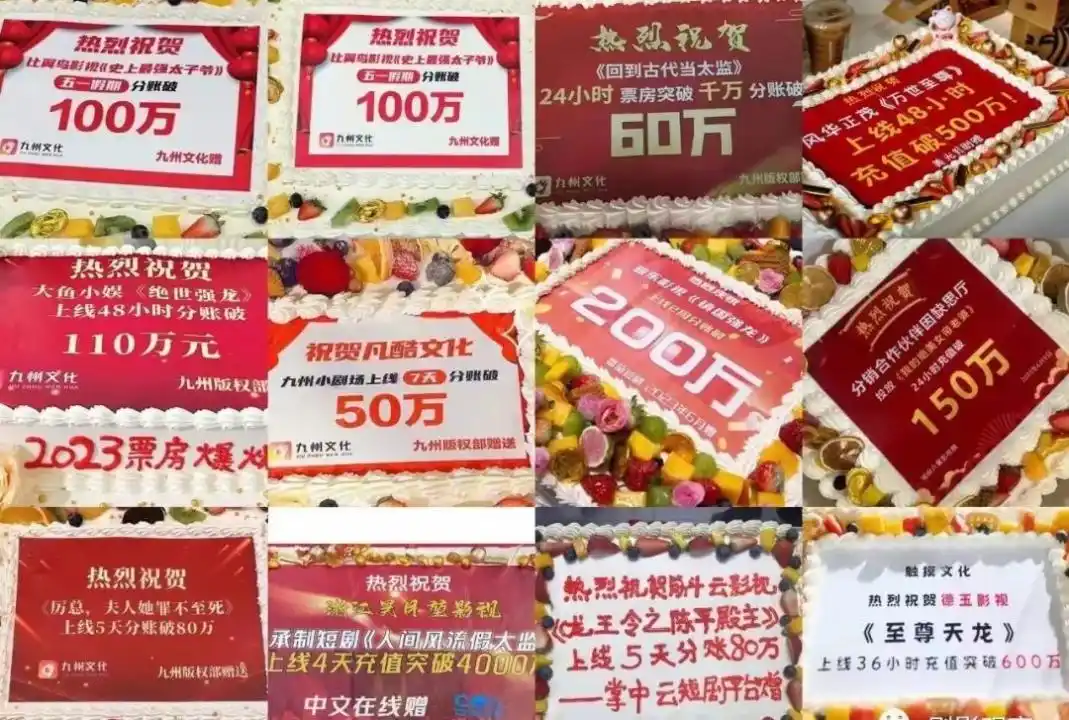 热烈祝贺
比翼鸟影视《史上最强太子爷》
五一假期 分账破
100万
九州文化
九州文化赠
热烈祝贺
比翼鸟影视《史上最强太子爷》
五一假期 分账破
100万
九州文化
九州文化赠
热烈祝贺
《回到古代当太监》
24小时 票房突破 千万 分账破
60万
九州文化
九州版权部
热烈祝贺
风华正茂《万世至尊》
上线48小时
充值破500万!
热烈祝贺
大鱼小娱《绝世强龙》
上线48小时分账破
110万元
九州文化
九州版权部
2023票房爆
祝贺凡酷文化
九州小剧场上线 7天 分账破
50万
九州文化
九州版权部赠送
《镇国强龙》
200万
热烈祝贺
分销合作伙伴因缺思厅
24小时充值破
150万
热烈祝贺
《厉总,夫人她罪不至死》
上线5天分账破80万
九州文化
九州版权部赠送
热烈祝贺
承制短剧《人间风流假太监
上线4天充值突破4000万
中文在线赠
热烈祝贺筋斗云影视
《龙王令之陈平殿主》
上线5天分账80万
——掌中云短剧平台赠
触摸文化
热烈祝贺德玉影视
《至尊天龙》
上线36小时充值突破600万